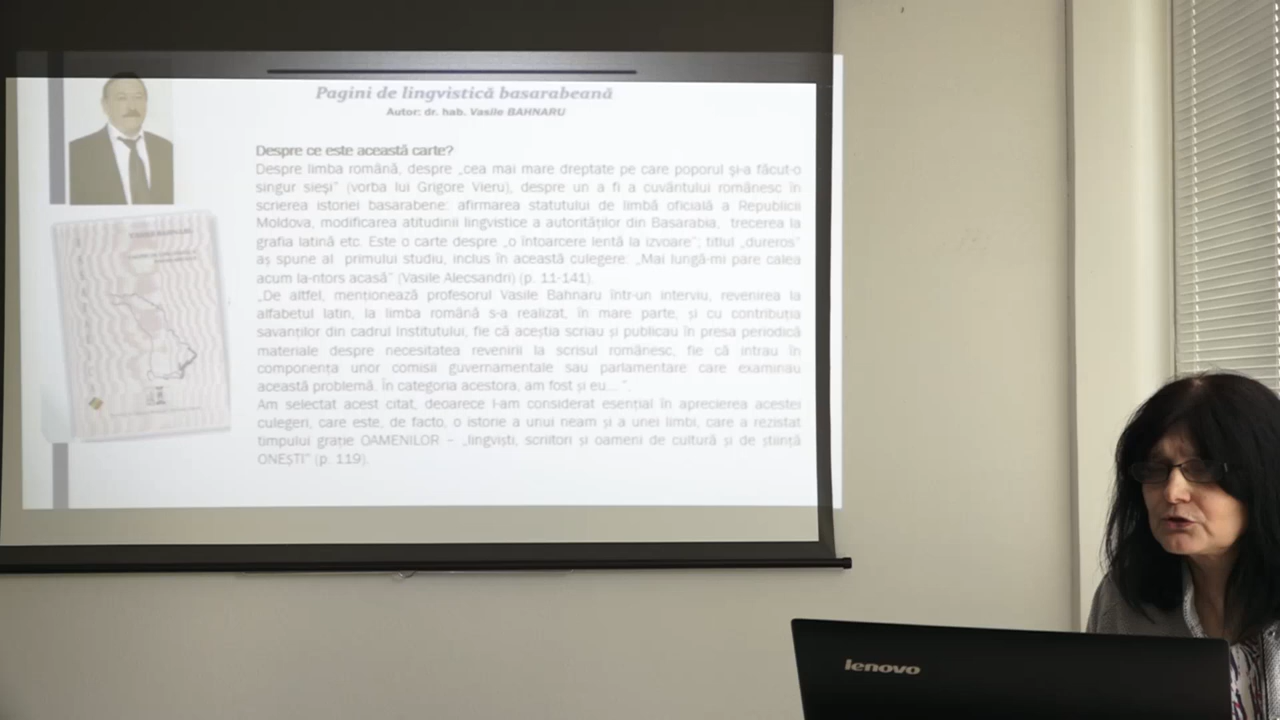 Pagini de lingvistică basarabeană
Autor: dr. hab. Vasile BAHNARU
Despre ce este această carte?
Despre limba română, despre „cea mai mare dreptate pe care poporul şi-a făcut-o
singur sieşi” (vorba lui Grigore Vieru), despre un a fi a cuvântului românesc în
scrierea istoriei basarabene: afirmarea statutului de limbă oficială a Republicii
Moldova, modificarea atitudinii lingvistice a autorităților din Basarabia, trecerea la
grafia latină etc. Este o carte despre „o întoarcere lentă la izvoare”; titlul „dureros”
aș spune al primului studiu, inclus în această culegere: „Mai lungă-mi pare calea
acum la-ntors acasă” (Vasile Alecsandri) (p. 11-141).
„De altfel, menționează profesorul Vasile Bahnaru într-un interviu, revenirea la
alfabetul latin, la limba română s-a realizat, în mare parte, și cu contribuția
savanților din cadrul Institutului, fie că aceștia scriau și publicau în presa periodică
materiale despre necesitatea revenirii la scrisul românesc, fie că intrau în
componența unor comisii guvernamentale sau parlamentare care examinau
această problemă. În categoria acestora, am fost și eu... ”.
Am selectat acest citat, deoarece l-am considerat esențial în aprecierea acestei
culegeri, care este, de facto, o istorie a unui neam și a unei limbi, care a rezistat
timpului grație OAMENILOR – „lingviști, scriitori și oameni de cultură și de știință
ONEȘTI” (p. 119).
lenovo